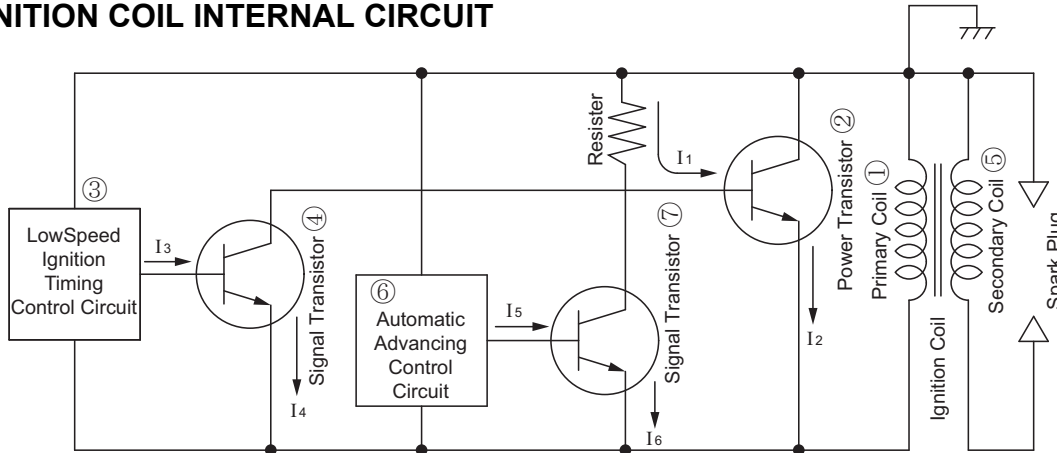 NITION COIL INTERNAL CIRCUIT
③
LowSpeed
Ignition
Timing
Control Circuit
I3
Signal Transistor ④
I4
⑥
Automatic
Advancing
Control
Circuit
I5
Resister
I1
Signal Transistor ⑦
I6
Power Transistor ②
I2
Primary Coil ①
Ignition Coil
Secondary Coil ⑤
Spark Plug